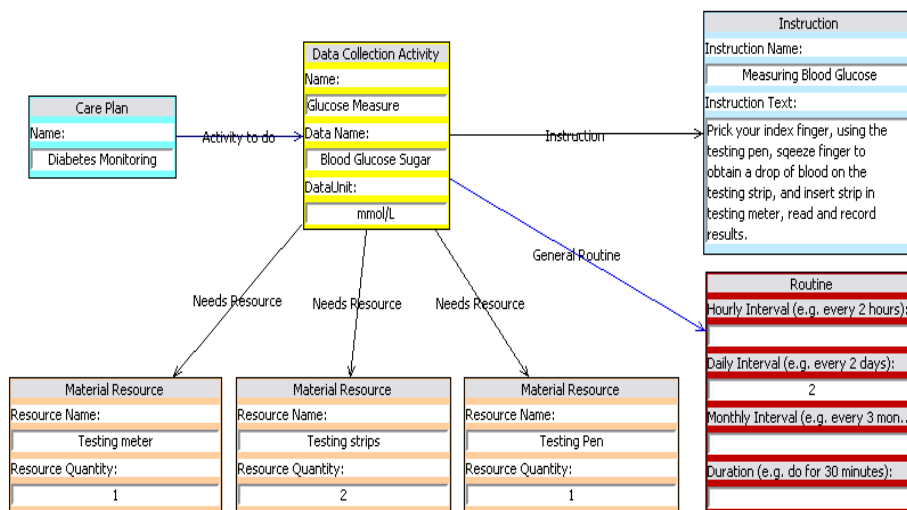 Care Plan
Name:
Diabetes Monitoring
Activity to do
Data Collection Activity
Name:
Glucose Measure
Data Name:
Blood Glucose Sugar
DataUnit:
mmol/L
Instruction
Instruction
Instruction Name:
Measuring Blood Glucose
Instruction Text:
Prick your index finger, using the
testing pen, sqeeze finger to
obtain a drop of blood on the
testing strip, and insert strip in
testing meter, read and record
results.
General Routine
Routine
Hourly Interval (e.g. every 2 hours):
Daily Interval (e.g. every 2 days):
2
Monthly Interval (e.g. every 3 mon...
Duration (e.g. do for 30 minutes):
Needs Resource
Needs Resource
Needs Resource
Material Resource
Resource Name:
Testing meter
Resource Quantity:
1
Material Resource
Resource Name:
Testing strips
Resource Quantity:
2
Material Resource
Resource Name:
Testing Pen
Resource Quantity:
1